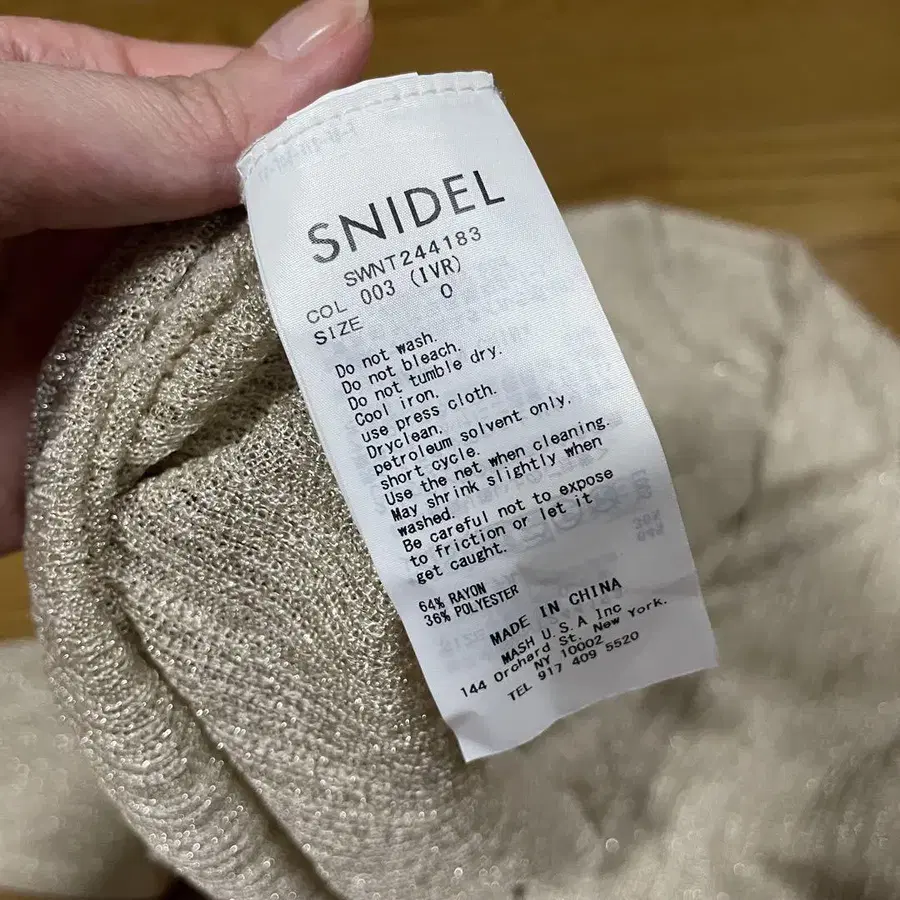 SNIDEL
SWNT244183
COL 003 (IVR)
SIZE 0
Do not wash.
Do not bleach.
Do not tumble dry.
Cool iron.
use press cloth.
Dryclean.
petroleum solvent only.
short cycle.
Use the net when cleaning.
May shrink slightly when
washed.
Be careful not to expose
to friction or let it
get caught.
64% RAYON
36% POLYESTER
MADE IN CHINA
MASH U.S.A Inc
144 Orchard St. New York.
NY 10002
TEL 917 409 5520